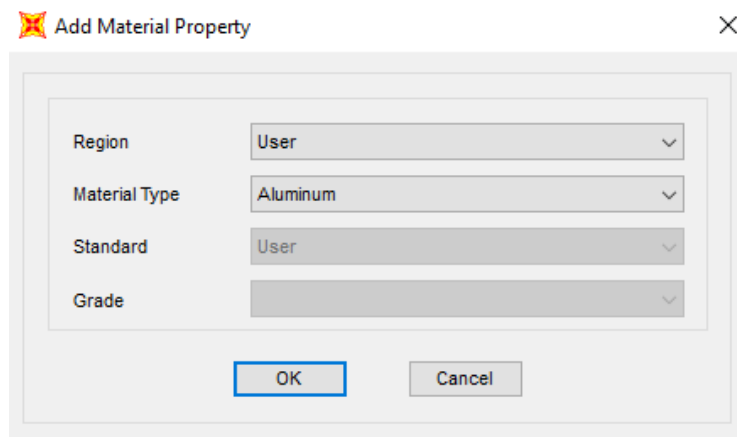 Add Material Property
Region User
Material Type Aluminum
Standard User
Grade
OK Cancel